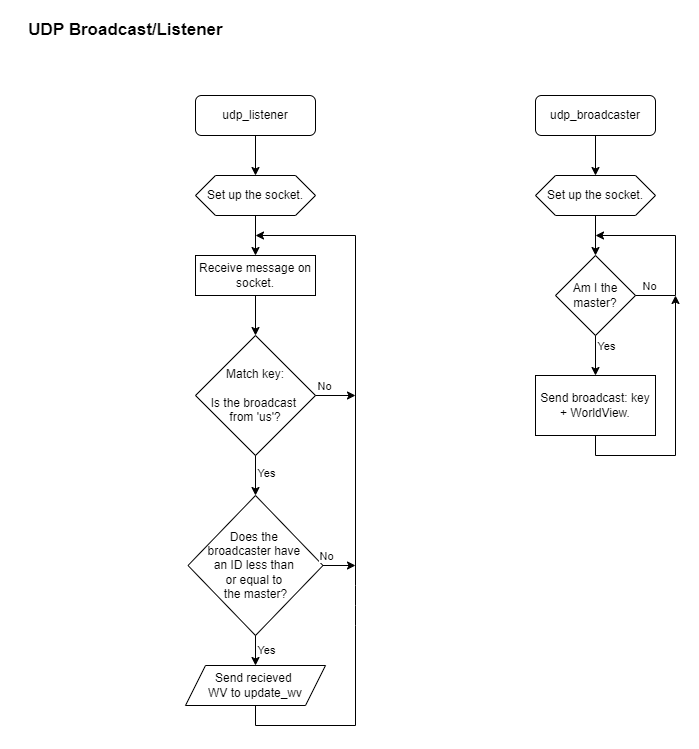 UDP Broadcast/Listener
udp_listener
Set up the socket.
Receive message on
socket.
Match key:
Is the broadcast
from 'us'?
No
Yes
Does the
broadcaster have
an ID less than
or equal to
the master?
No
Yes
Send recieved
WV to update_wv
udp_broadcaster
Set up the socket.
Am I the
master?
No
Yes
Send broadcast: key
+ WorldView.